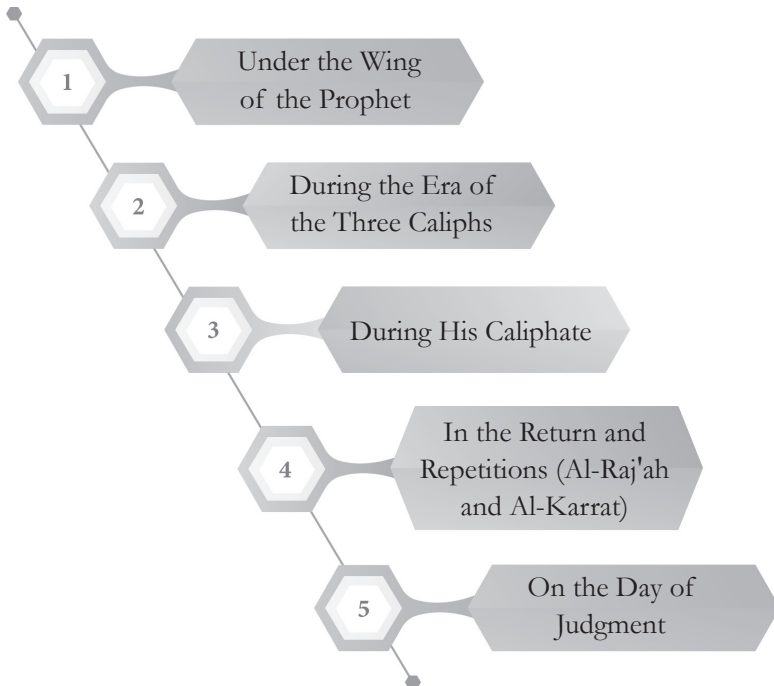 1
Under the Wing
of the Prophet
2
During the Era of
the Three Caliphs
3
During His Caliphate
4
In the Return and
Repetitions (Al-Raj'ah
and Al-Karrat)
5
On the Day of
Judgment